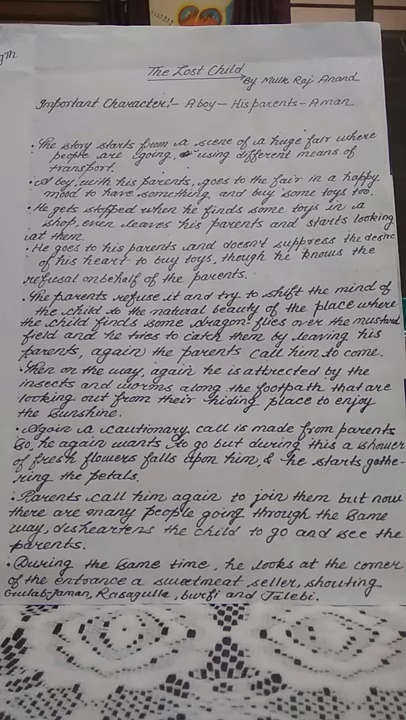 The Lost Child
By Mulk Raj Anand
Important Character:- A boy - His parents - A man
• The story starts from a scene of a huge fair where
people are going, using different means of
transport.
• A boy, with his parents, goes to the fair in a happy
mood to have something, and buy some toys too.
• He gets stopped when he finds some toys in a
shop, even leaves his parents and starts looking
at them.
• He goes to his parents and doesn't suppress the desire
of his heart to buy toys, though he knows the
refusal onbehalf of the parents.
• The parents refuse it and try to shift the mind of
the child to the natural beauty of the place where
the child finds some dragon-flies over the mustard
field and he tries to catch them by leaving his
parents, again the parents call him to come.
• Then on the way, again he is attrected by the
insects and worms along the footpath that are
looking out from their hiding place to enjoy
the Sunshine.
• Again a cautionary call is made from parents
So, he again wants to go but during this a shower
of fresh flowers falls upon him, & he starts gathe-
ring the petals.
• Parents call him again to join them but now
there are many people going through the Same
way, disheartens the child to go and see the
parents.
• During the Same time, he looks at the corner
of the entrance a sweetmeat seller, shouting
Gulab-Jaman, Rasagulla, burfi and Jalebi.